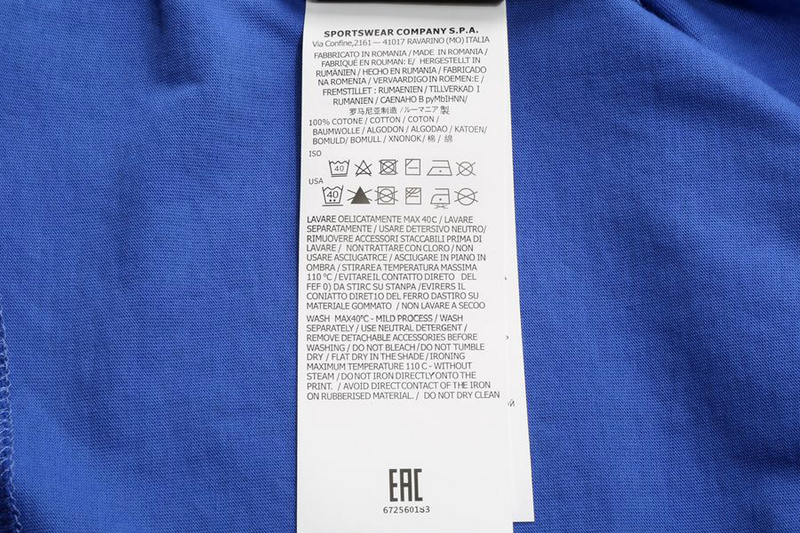 SPORTSWEAR COMPANY S.P.A.
Via Confine,2161 — 41017 RAVARINO (MO) ITALIA
FABBRICATO IN ROMANIA / MADE IN ROMANIA /
FABRIQUÉ EN ROUMAN: E/ HERGESTELLT IN
RUMÄNIEN / HECHO EN RUMANIA / FABRICADO
NA ROMENIA / VERVAARDIGO IN ROEMEN:E /
FREMSTILLET : RUMAENIEN / TILLVERKAD I
RUMANIEN / CAENAHO B pyMbIHNN/
罗马尼亚制造 /ルーマニア 製
100% COTONE / COTTON / COTON /
BAUMWOLLE / ALGODON / ALGODAO / KATOEN/
BOMULD/ BOMULL / XNONOK/ 棉 / 綿
ISO
40
USA
40
LAVARE OELICATAMENTE MAX 40C / LAVARE
SEPARATAMENTE / USARE DETERSIVO NEUTRO/
RIMUOVERE ACCESSORI STACCABILI PRIMA DI
LAVARE / NON TRATTARE CON CLORO / NON
USARE ASCIUGATRICE / ASCIUGARE IN PIANO IN
OMBRA / STIRARE A TEMPERATURA MASSIMA
110 °C / EVITARE IL CONTATTO DIRETO DEL
FEF 0) DA STIRC SU STANPA /EVIRERS IL
CONIATTO DIRET1O DEL FERRO DASTIRO SU
MATERIALE GOMMATO / NON LAVARE A SECOO
WASH MAX40°C - MILD PROCESS / WASH
SEPARATELY / USE NEUTRAL DETERGENT /
REMOVE DETACHABLE ACCESSORIES BEFORE
WASHING / DO NOT BLEACH / DO NOT TUMBLE
DRY / FLAT DRY IN THE SHADE / IRONING
MAXIMUM TEMPERATURE 110 C - WITHOUT
STEAM / DO NOT IRON DIRECTLY ONTO THE
PRINT. / AVOID DIRECT CONTACT OF THE IRON
ON RUBBERISED MATERIAL. / DO NOT DRY CLEAN
EAC
6725601S3